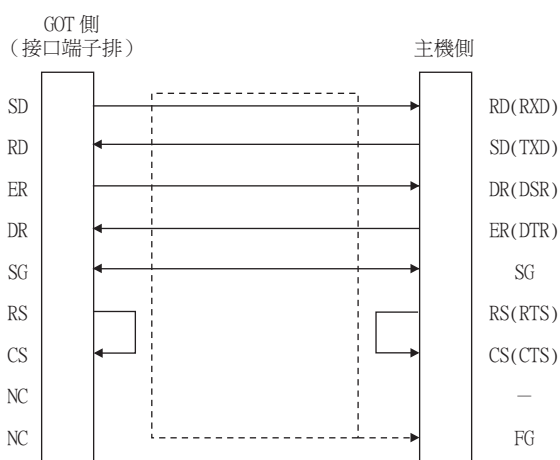 GOT 側
（接口端子排）
主機側
SD
RD(RXD)
RD
SD(TXD)
ER
DR(DSR)
DR
ER(DTR)
SG
SG
RS
RS(RTS)
CS
CS(CTS)
NC
—
NC
FG